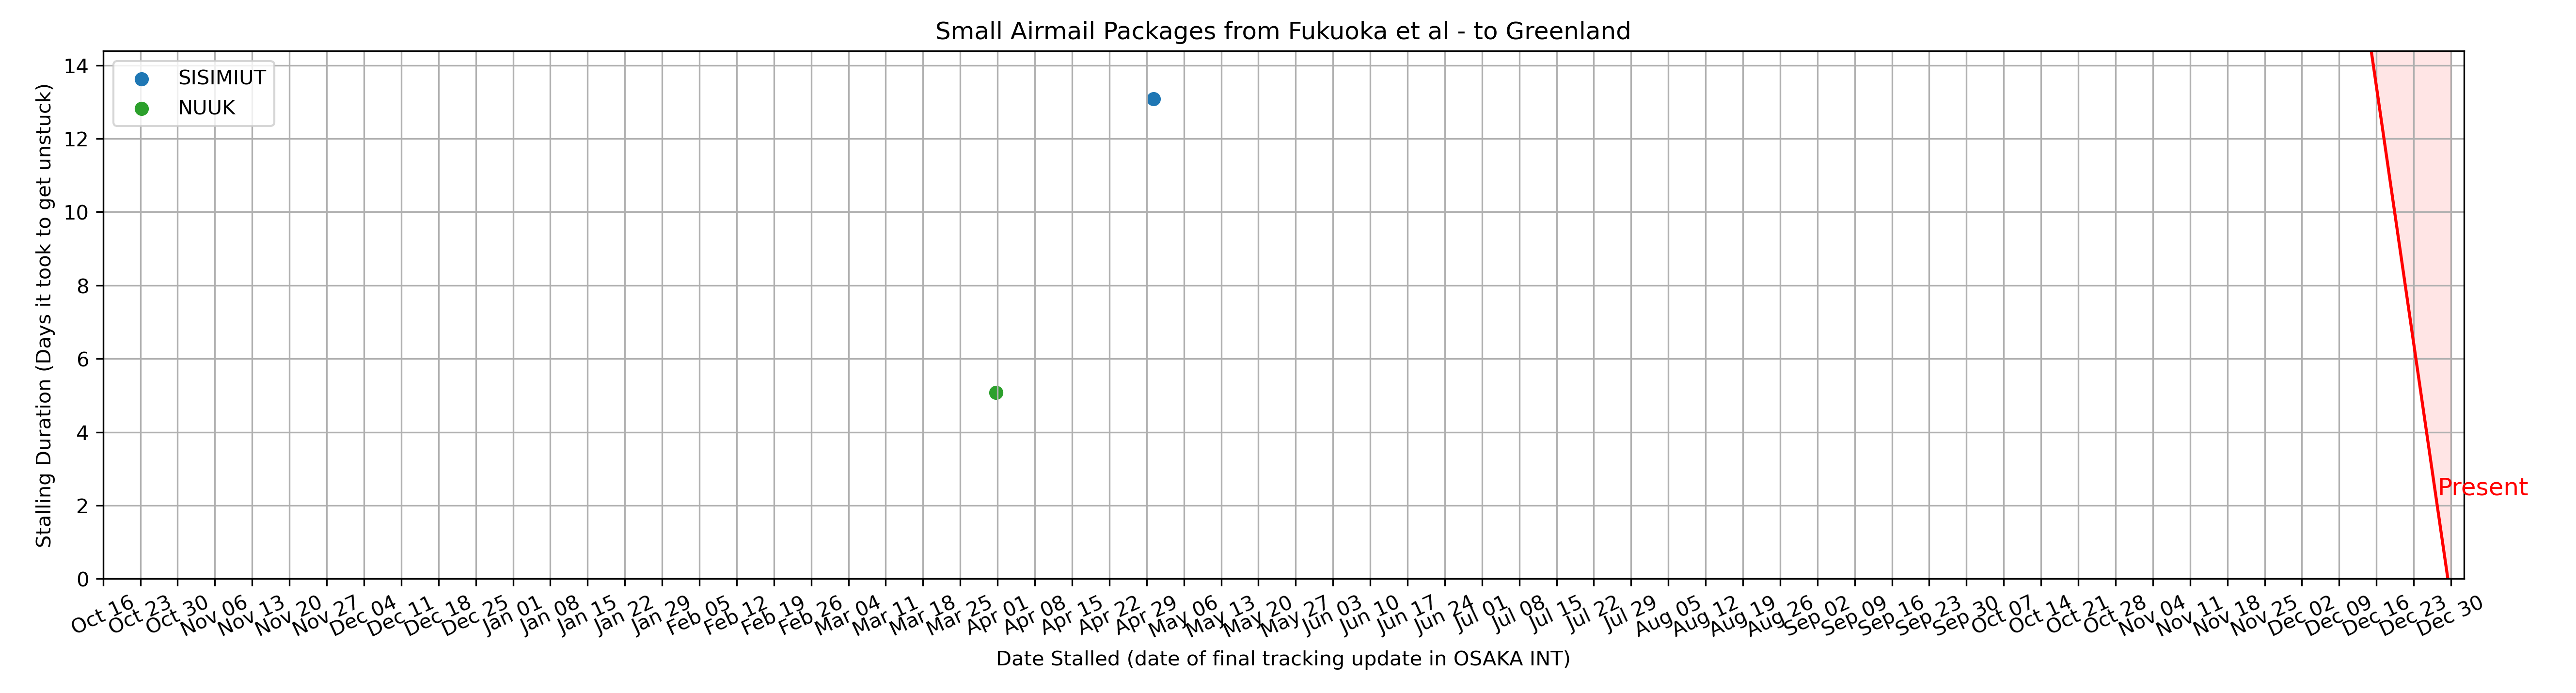 Small Airmail Packages from Fukuoka et al - to Greenland
SISIMIUT
NUUK
Stalling Duration (Days it took to get unstuck)
14
12
10
8
6
4
2
0
Present
Oct 16
Oct 23
Oct 30
Nov 06
Nov 13
Nov 20
Nov 27
Dec 04
Dec 11
Dec 18
Dec 25
Jan 01
Jan 08
Jan 15
Jan 22
Jan 29
Feb 05
Feb 12
Feb 19
Feb 26
Mar 04
Mar 11
Mar 18
Mar 25
Apr 01
Apr 08
Apr 15
Apr 22
Apr 29
May 06
May 13
May 20
May 27
Jun 03
Jun 10
Jun 17
Jun 24
Jul 01
Jul 08
Jul 15
Jul 22
Jul 29
Aug 05
Aug 12
Aug 19
Aug 26
Sep 02
Sep 09
Sep 16
Sep 23
Sep 30
Oct 07
Oct 14
Oct 21
Oct 28
Nov 04
Nov 11
Nov 18
Nov 25
Dec 02
Dec 09
Dec 16
Dec 23
Dec 30
Date Stalled (date of final tracking update in OSAKA INT)